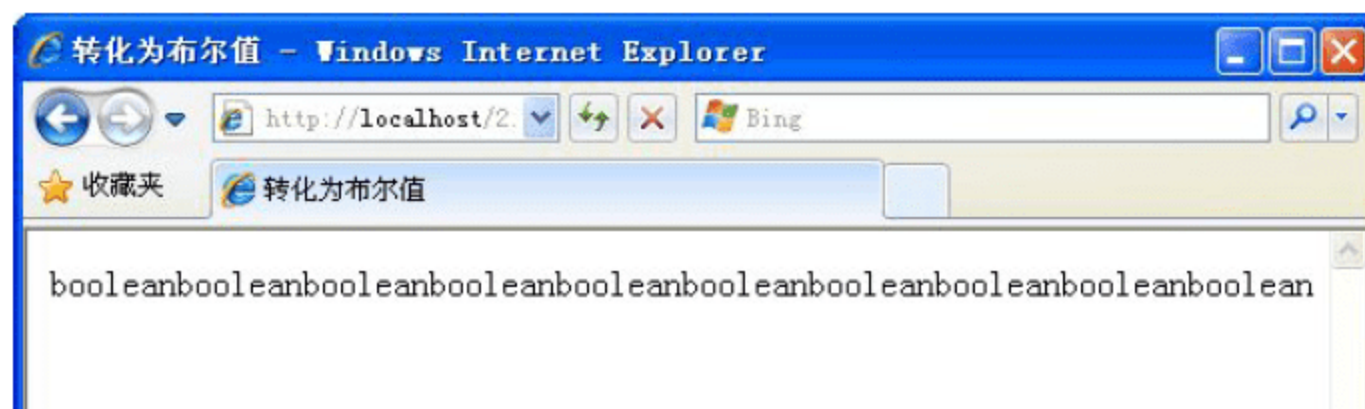 转化为布尔值 - Windows Internet Explorer
http://localhost/2.
Bing
收藏夹
转化为布尔值
booleanbooleanbooleanbooleanbooleanbooleanbooleanbooleanbooleanboolean